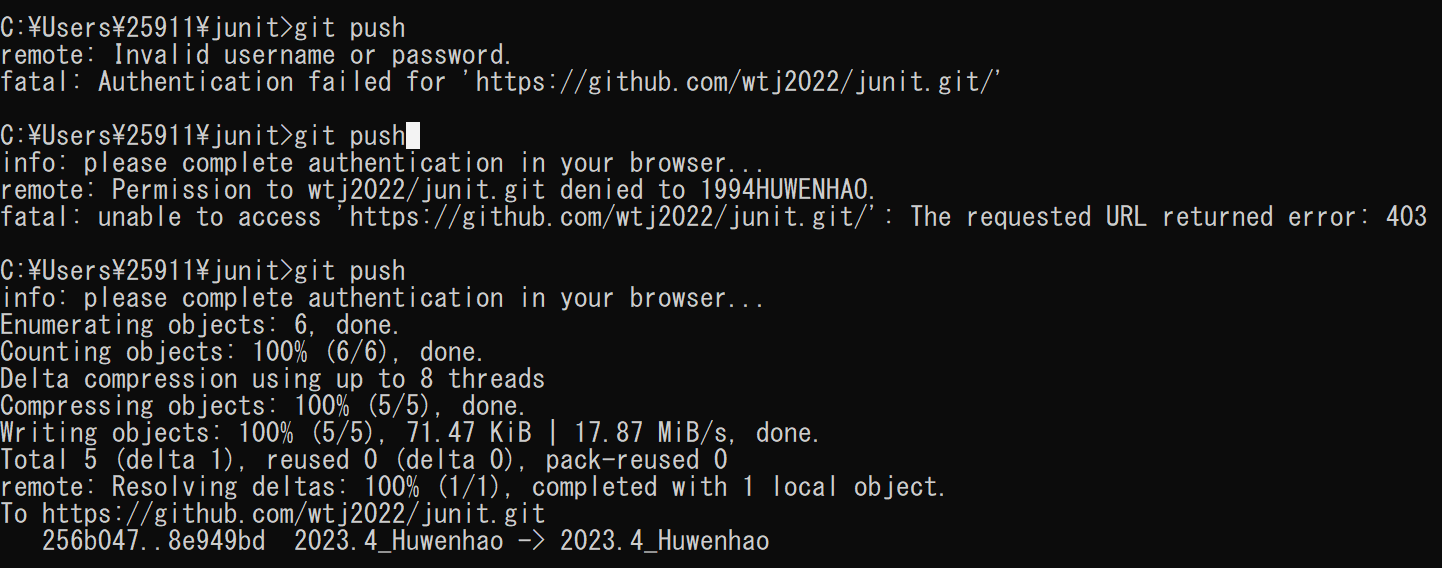 C:¥Users¥25911¥junit>git push
remote: Invalid username or password.
fatal: Authentication failed for 'https://github.com/wtj2022/junit.git/'
C:¥Users¥25911¥junit>git push
info: please complete authentication in your browser...
remote: Permission to wtj2022/junit.git denied to 1994HUWENHAO.
fatal: unable to access 'https://github.com/wtj2022/junit.git/': The requested URL returned error: 403
C:¥Users¥25911¥junit>git push
info: please complete authentication in your browser...
Enumerating objects: 6, done.
Counting objects: 100% (6/6), done.
Delta compression using up to 8 threads
Compressing objects: 100% (5/5), done.
Writing objects: 100% (5/5), 71.47 KiB | 17.87 MiB/s, done.
Total 5 (delta 1), reused 0 (delta 0), pack-reused 0
remote: Resolving deltas: 100% (1/1), completed with 1 local object.
To https://github.com/wtj2022/junit.git
   256b047..8e949bd  2023.4_Huwenhao -> 2023.4_Huwenhao